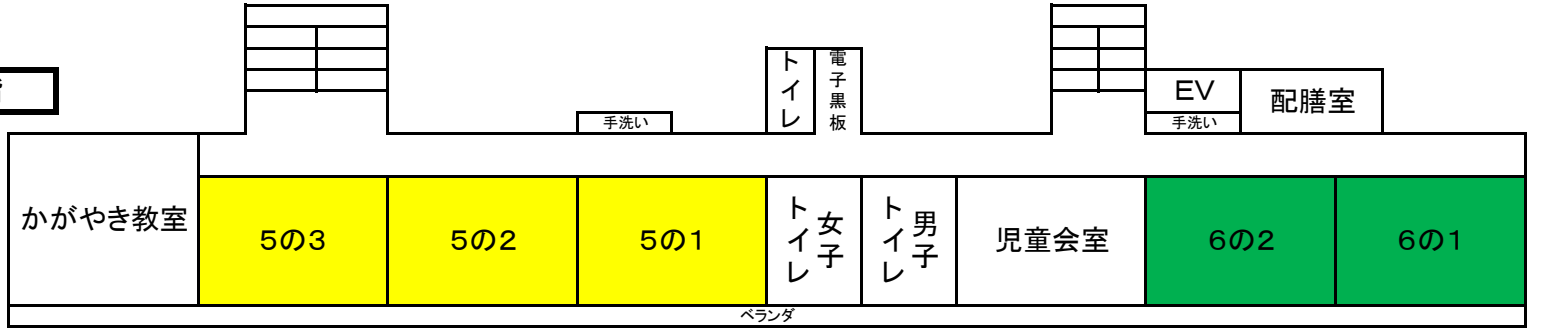 トイレ
電子黒板
EV
配膳室
手洗い
手洗い
かがやき教室
5の3
5の2
5の1
女子トイレ
男子トイレ
児童会室
6の2
6の1
ベランダ